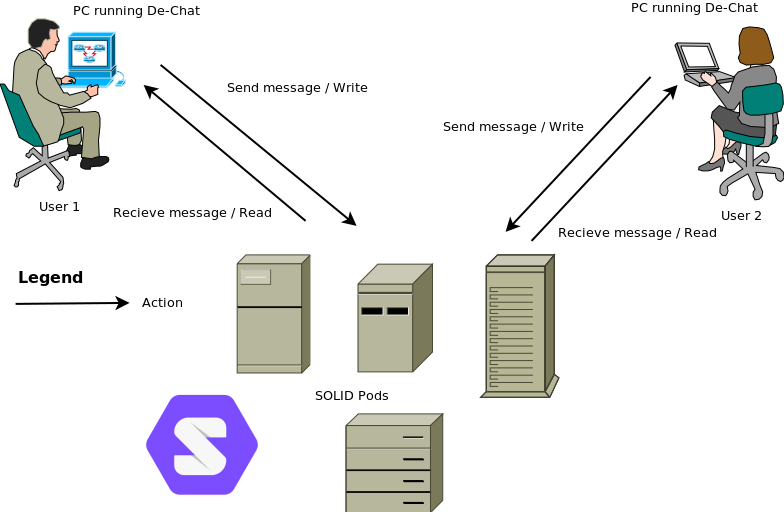 PC running De-Chat
PC running De-Chat
Send message / Write
Send message / Write
User 1
Recieve message / Read
User 2
Recieve message / Read
Legend
Action
SOLID Pods